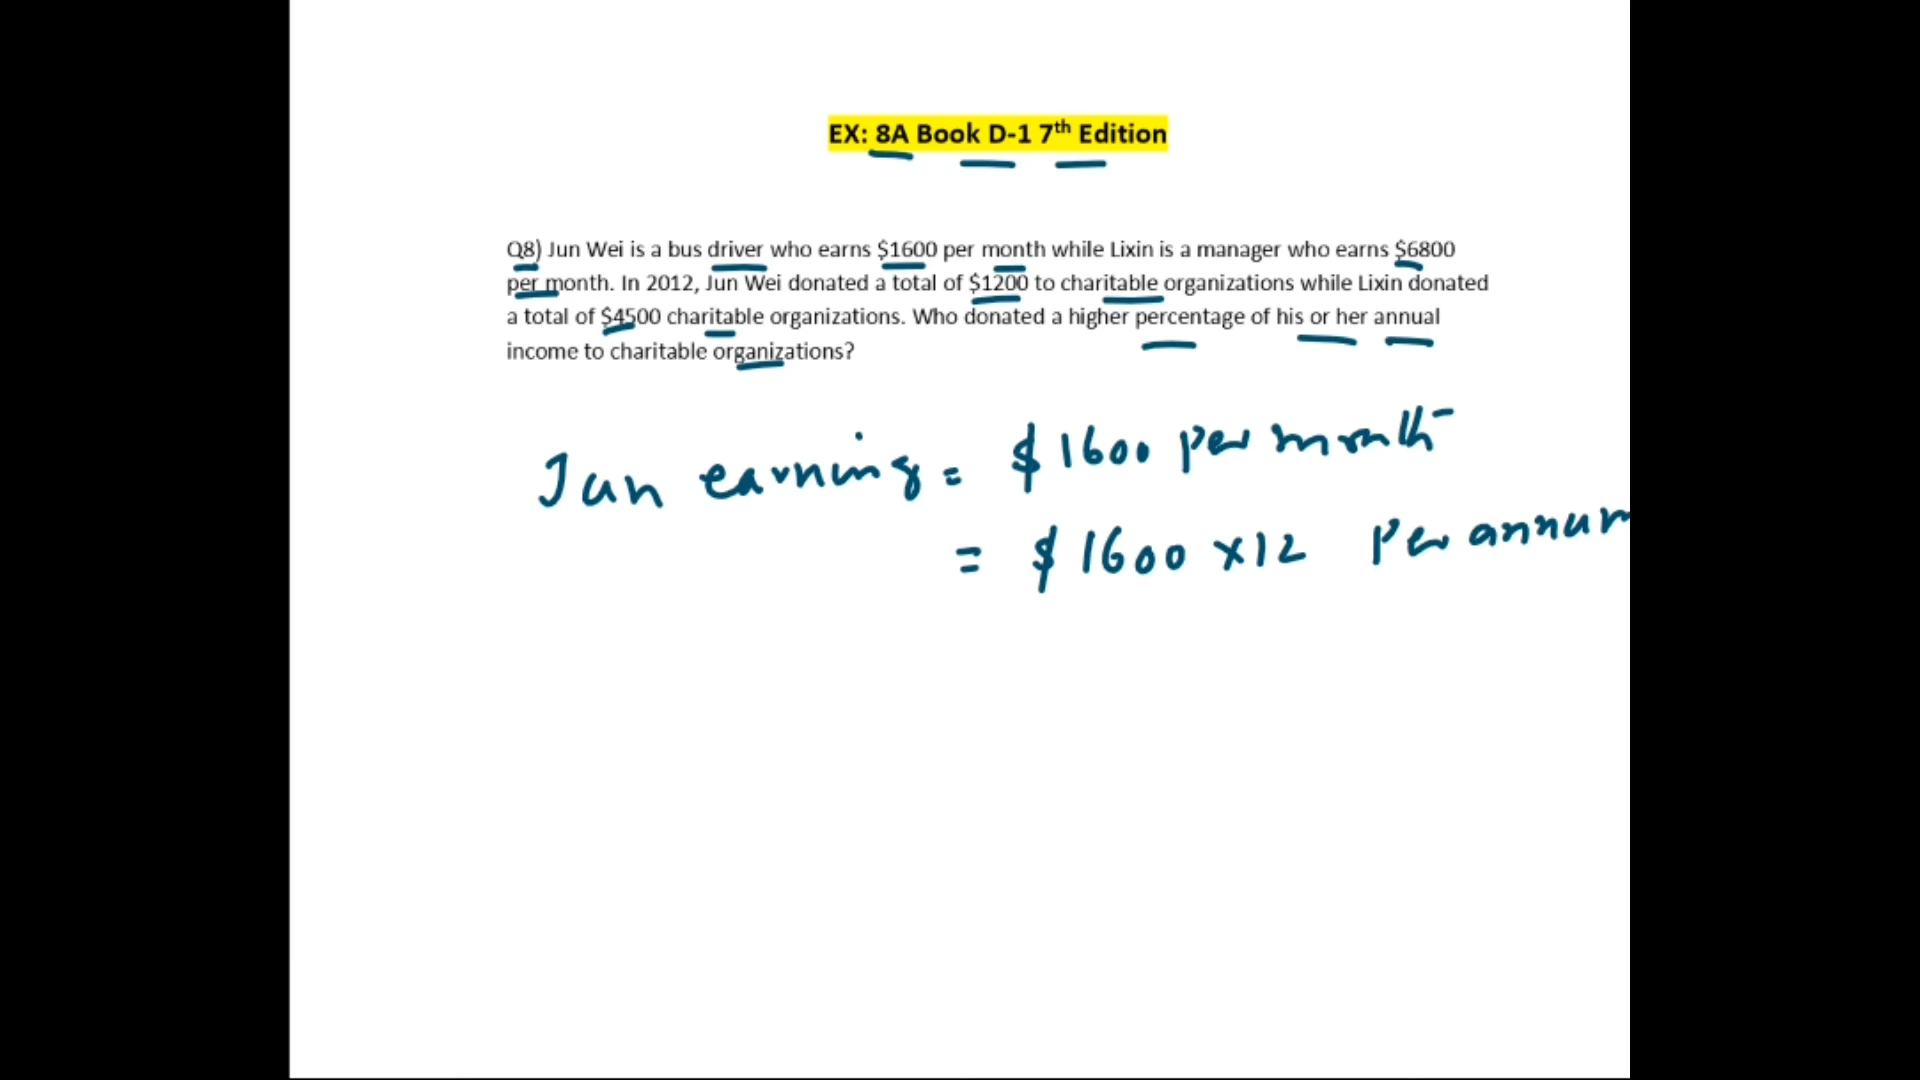 EX: 8A Book D-1 7th Edition
Q8) Jun Wei is a bus driver who earns $1600 per month while Lixin is a manager who earns $6800
per month. In 2012, Jun Wei donated a total of $1200 to charitable organizations while Lixin donated
a total of $4500 charitable organizations. Who donated a higher percentage of his or her annual
income to charitable organizations?
Jun earning = $1600 per month
= $1600 x12 Per annum